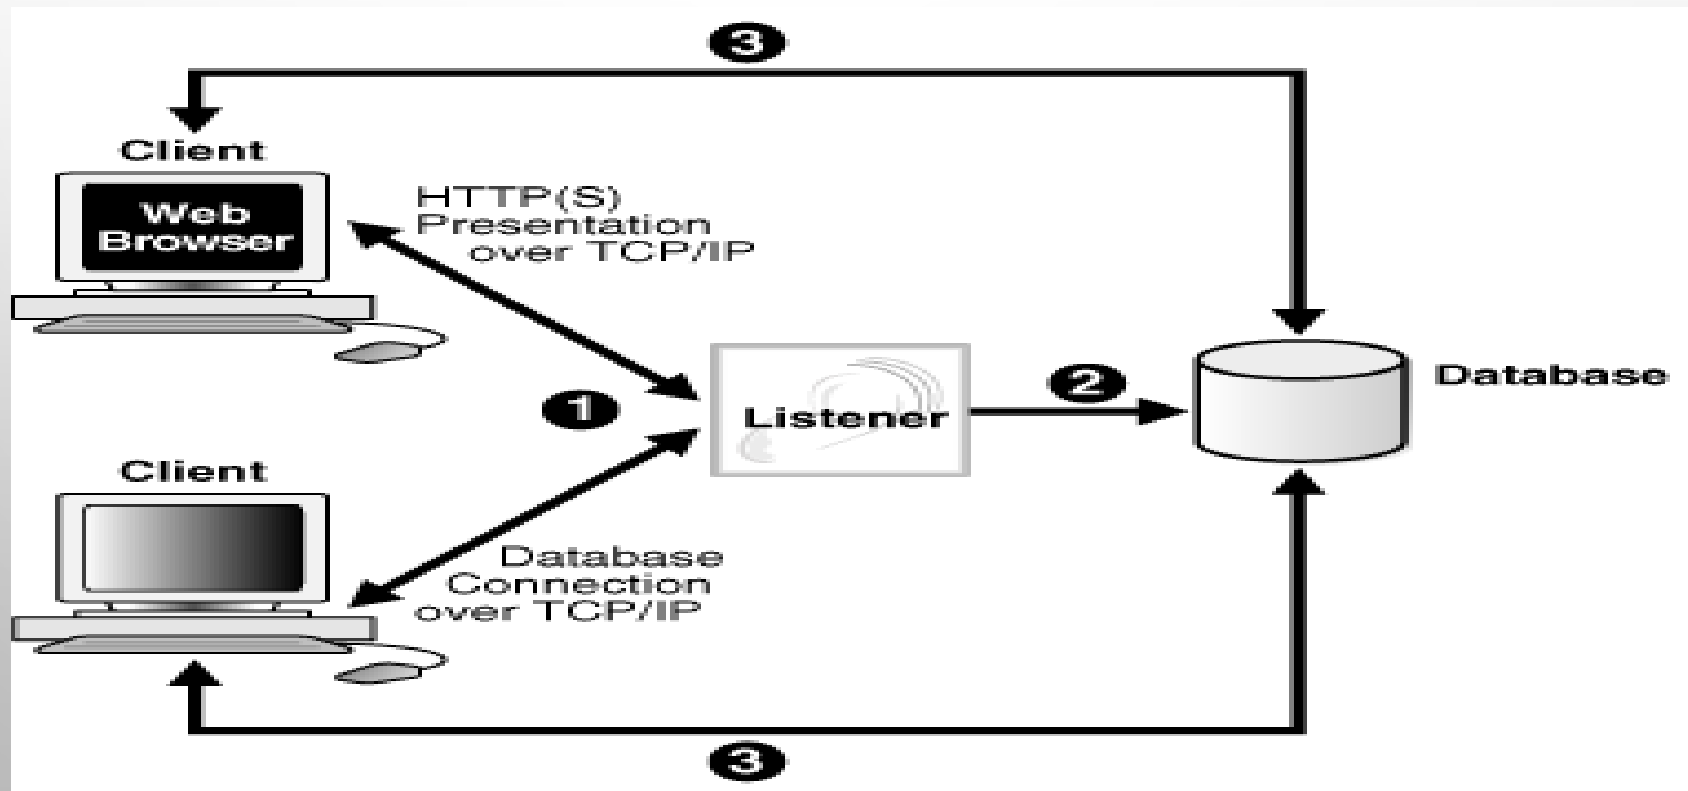 3
Client
Web
Browser
HTTP(S)
Presentation
over TCP/IP
1
Listener
2
Database
Client
Database
Connection
over TCP/IP
3